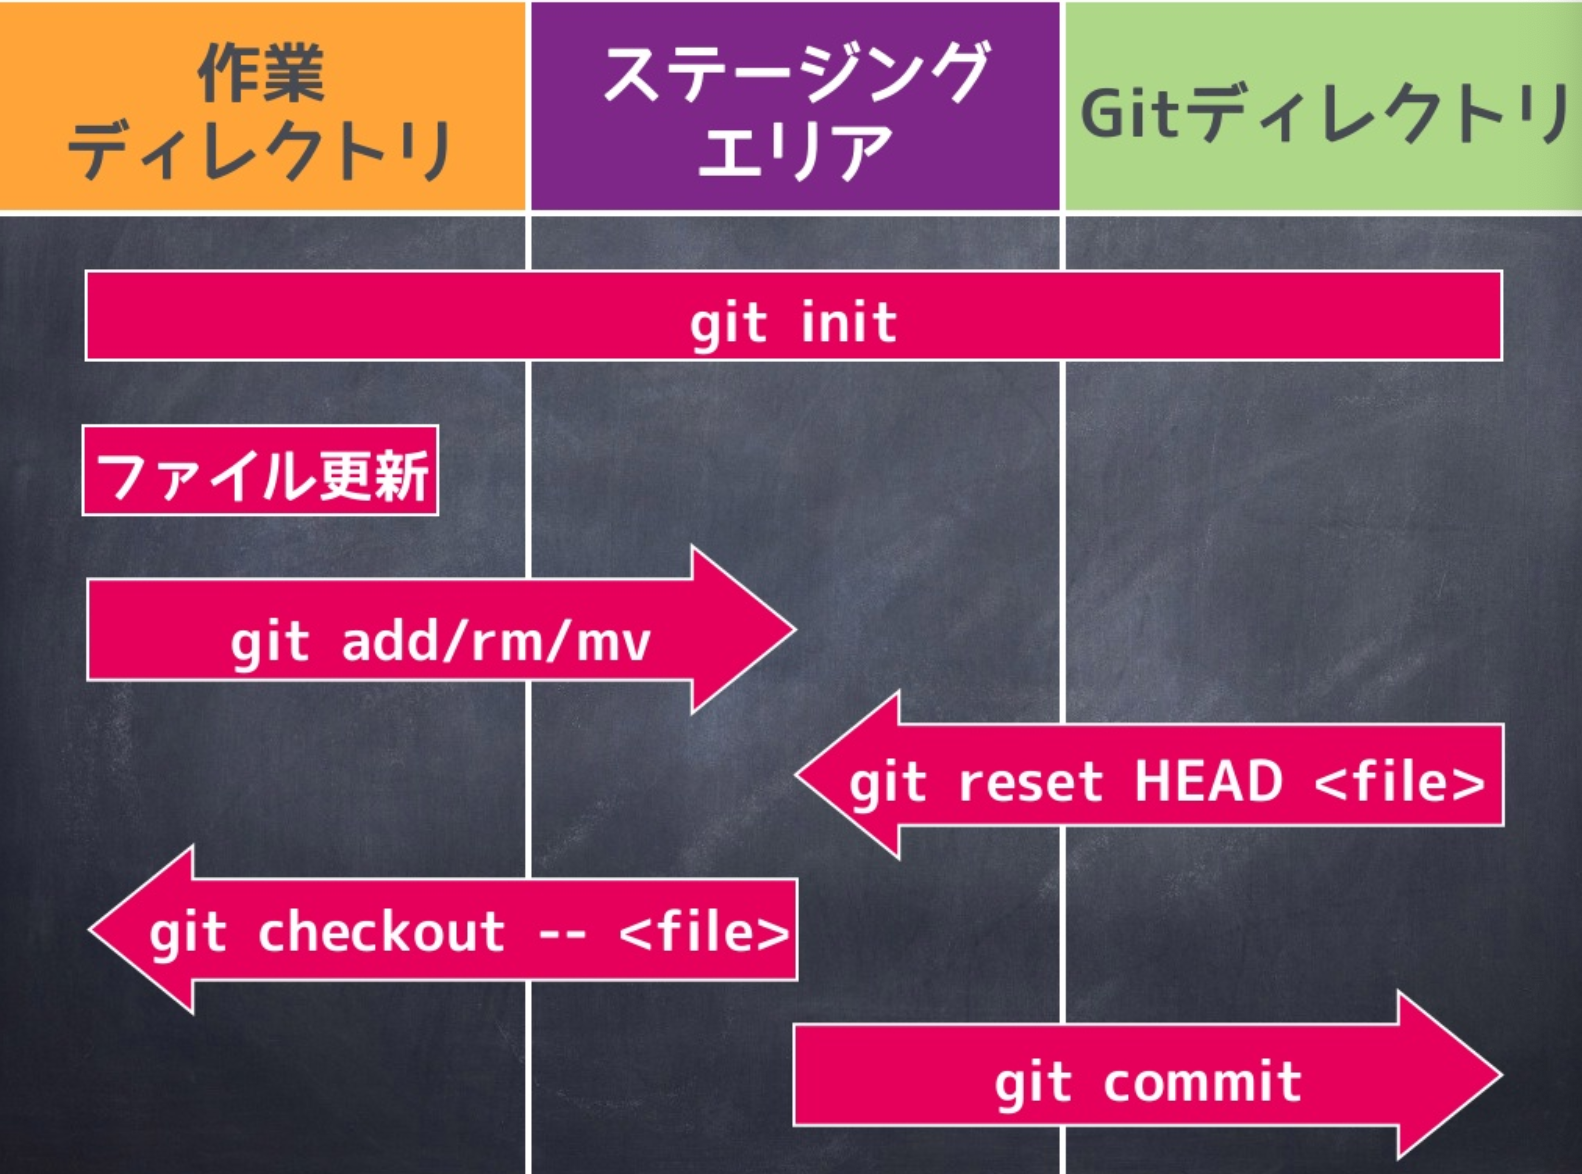 作業
ディレクトリ
ステージング
エリア
Gitディレクトリ
git init
ファイル更新
git add/rm/mv
git reset HEAD <file>
git checkout -- <file>
git commit